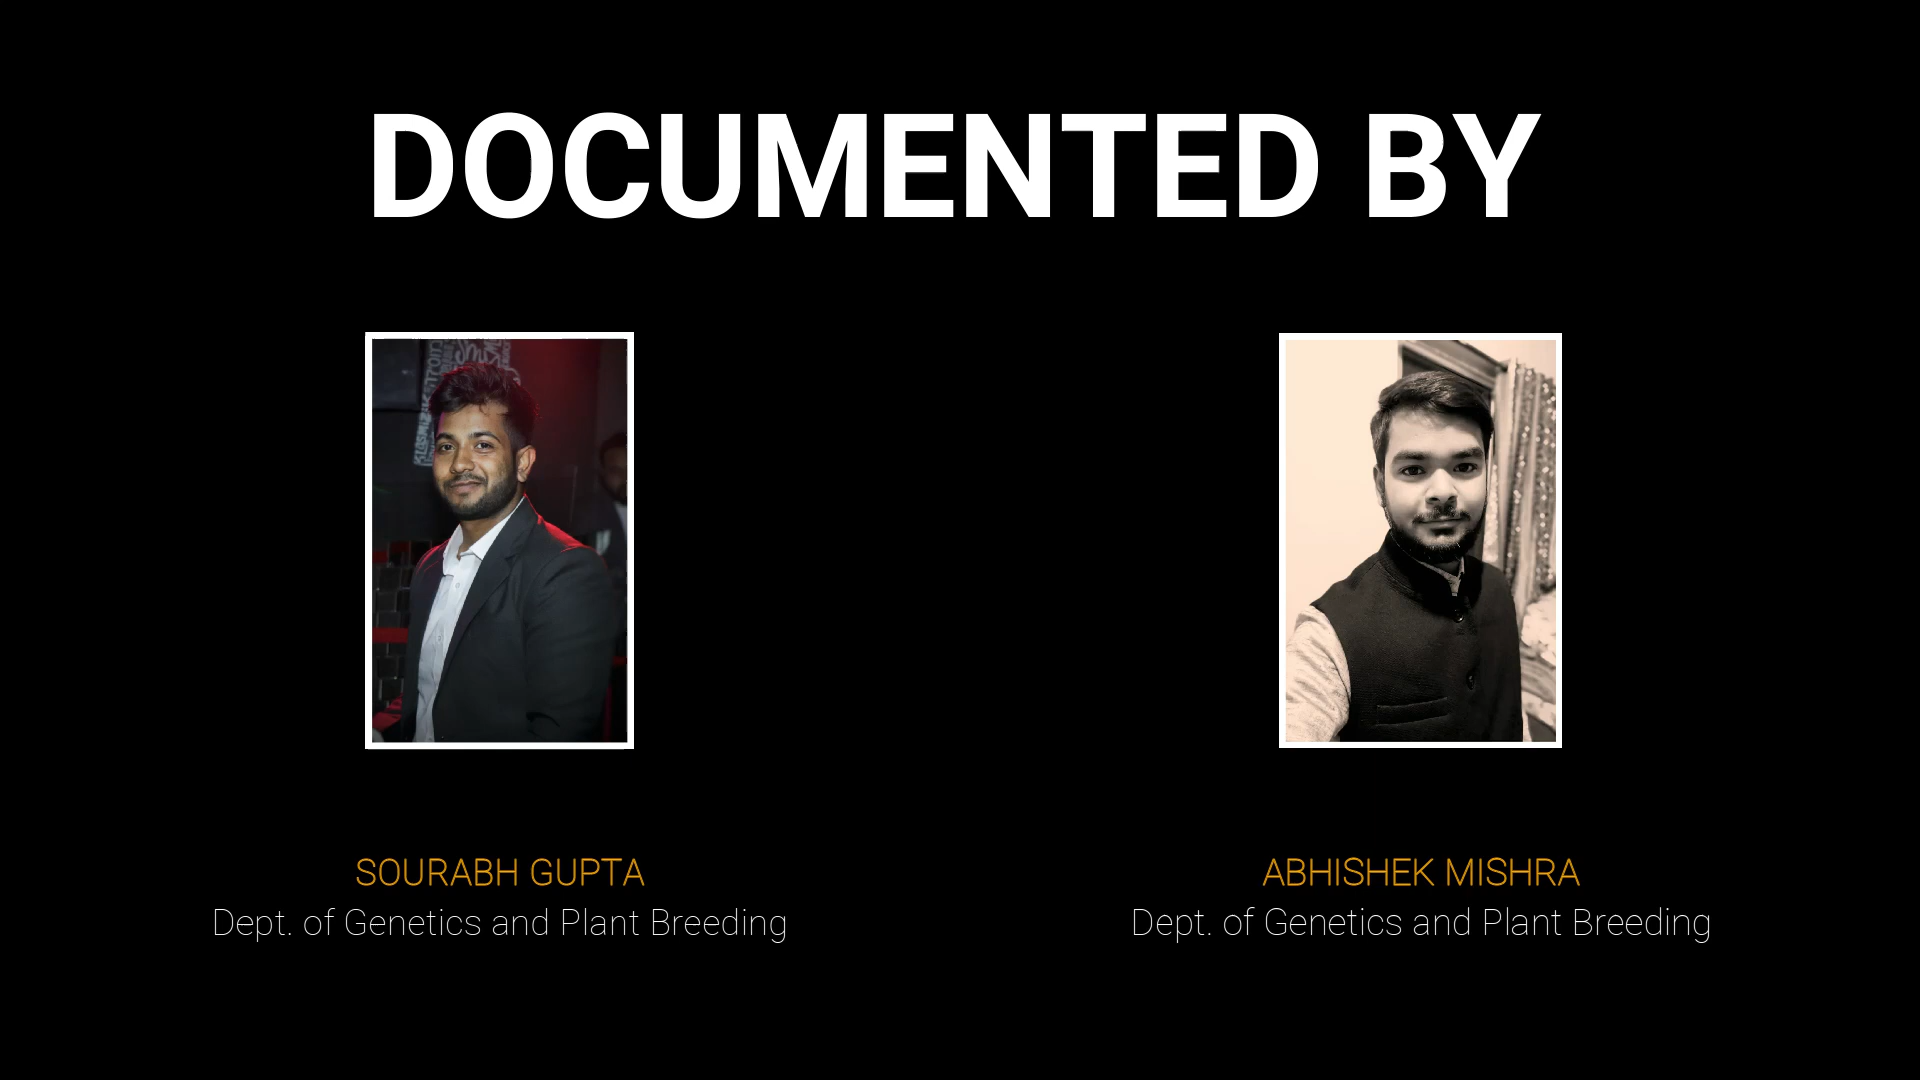 DOCUMENTED BY
SOURABH GUPTA
Dept. of Genetics and Plant Breeding
ABHISHEK MISHRA
Dept. of Genetics and Plant Breeding